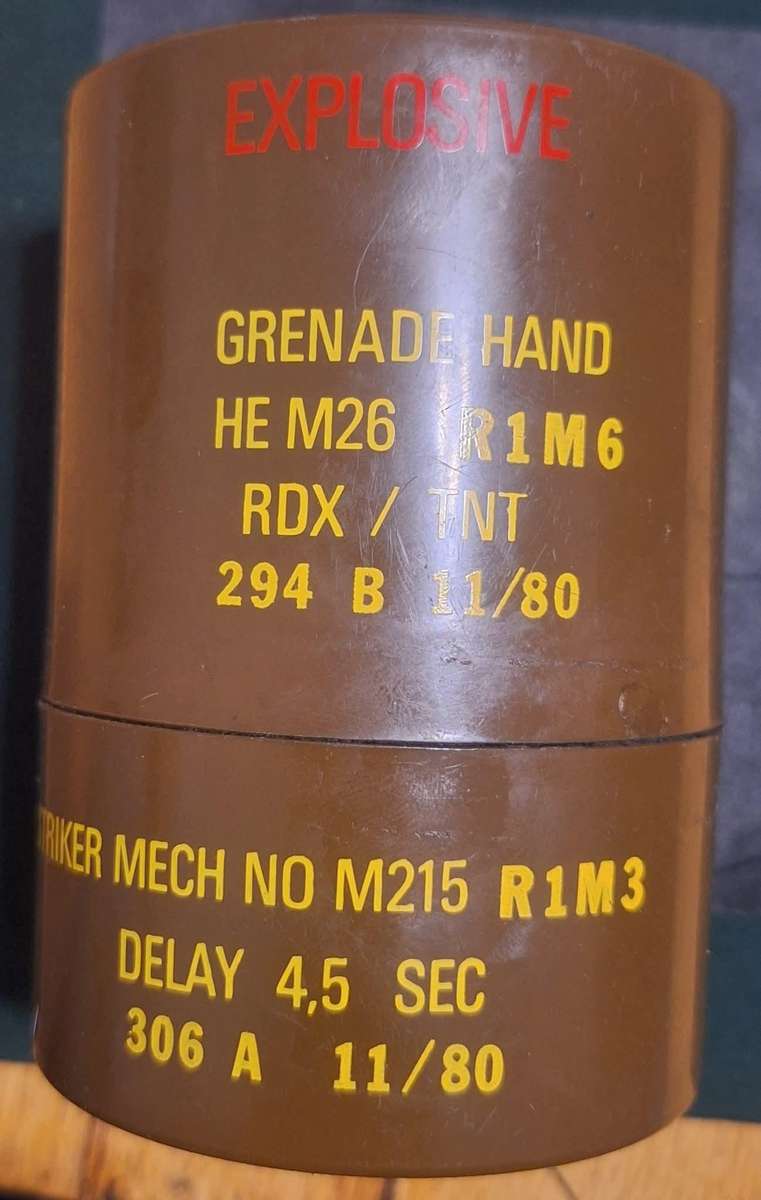 EXPLOSIVE
GRENADE HAND
HE M26 R1M6
RDX / TNT
294 B 11/80
TRIKER MECH NO M215 R1M3
DELAY 4,5 SEC
306 A 11/80